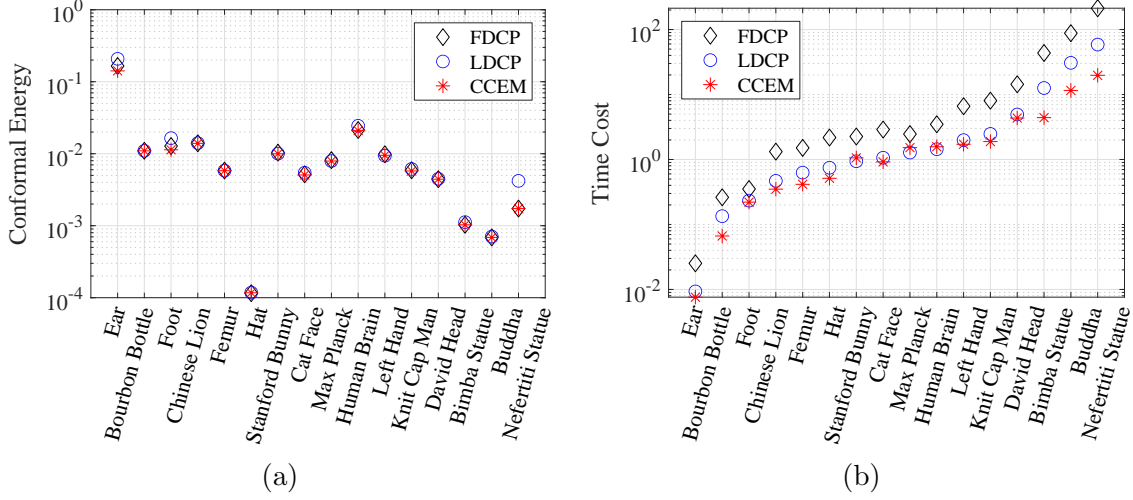 10^0
10^-1
10^-2
10^-3
10^-4
Conformal Energy
FDCP
LDCP
CCEM
Ear
Bourbon Bottle
Foot
Chinese Lion
Femur
Hat
Stanford Bunny
Cat Face
Max Planck
Human Brain
Left Hand
Knit Cap Man
David Head
Bimba Statue
Buddha
Nefertiti Statue
(a)
10^2
10^0
10^-2
Time Cost
FDCP
LDCP
CCEM
Ear
Bourbon Bottle
Foot
Chinese Lion
Femur
Hat
Stanford Bunny
Cat Face
Max Planck
Human Brain
Left Hand
Knit Cap Man
David Head
Bimba Statue
Buddha
Nefertiti Statue
(b)